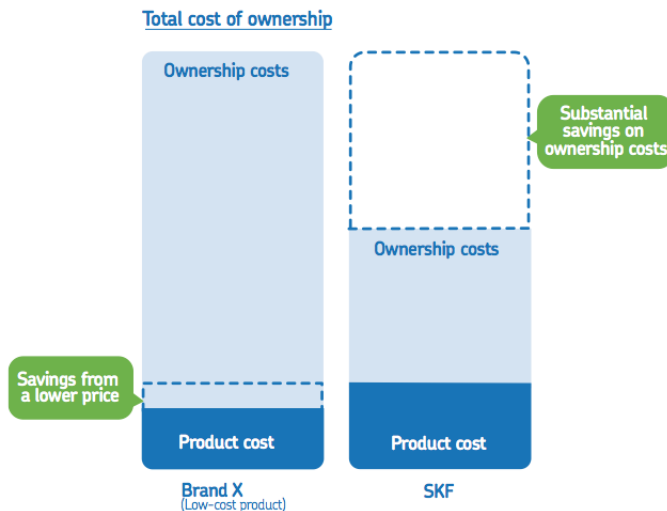 Total cost of ownership
Ownership costs
Substantial
savings on
ownership costs
Ownership costs
Savings from
a lower price
Product cost
Product cost
Brand X
(Low-cost product)
SKF